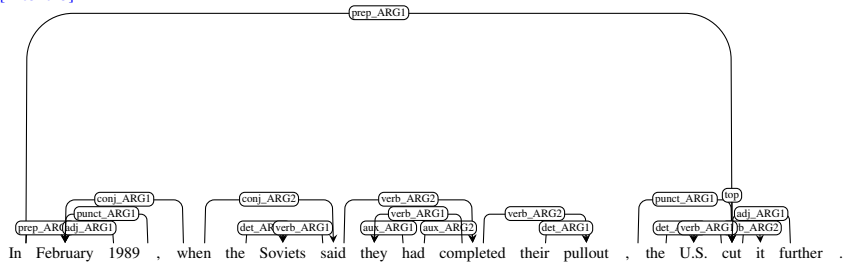 prep_ARG1
top
conj_ARG1 conj_ARG2 verb_ARG2 punct_ARG1
punct_ARG1 verb_ARG1 verb_ARG2 adj_ARG1
adj_ARG1 verb_ARG1 aux_ARG1 aux_ARG2 det_ARG1
In February 1989 , when the Soviets said they had completed their pullout , the U.S. cut it further .